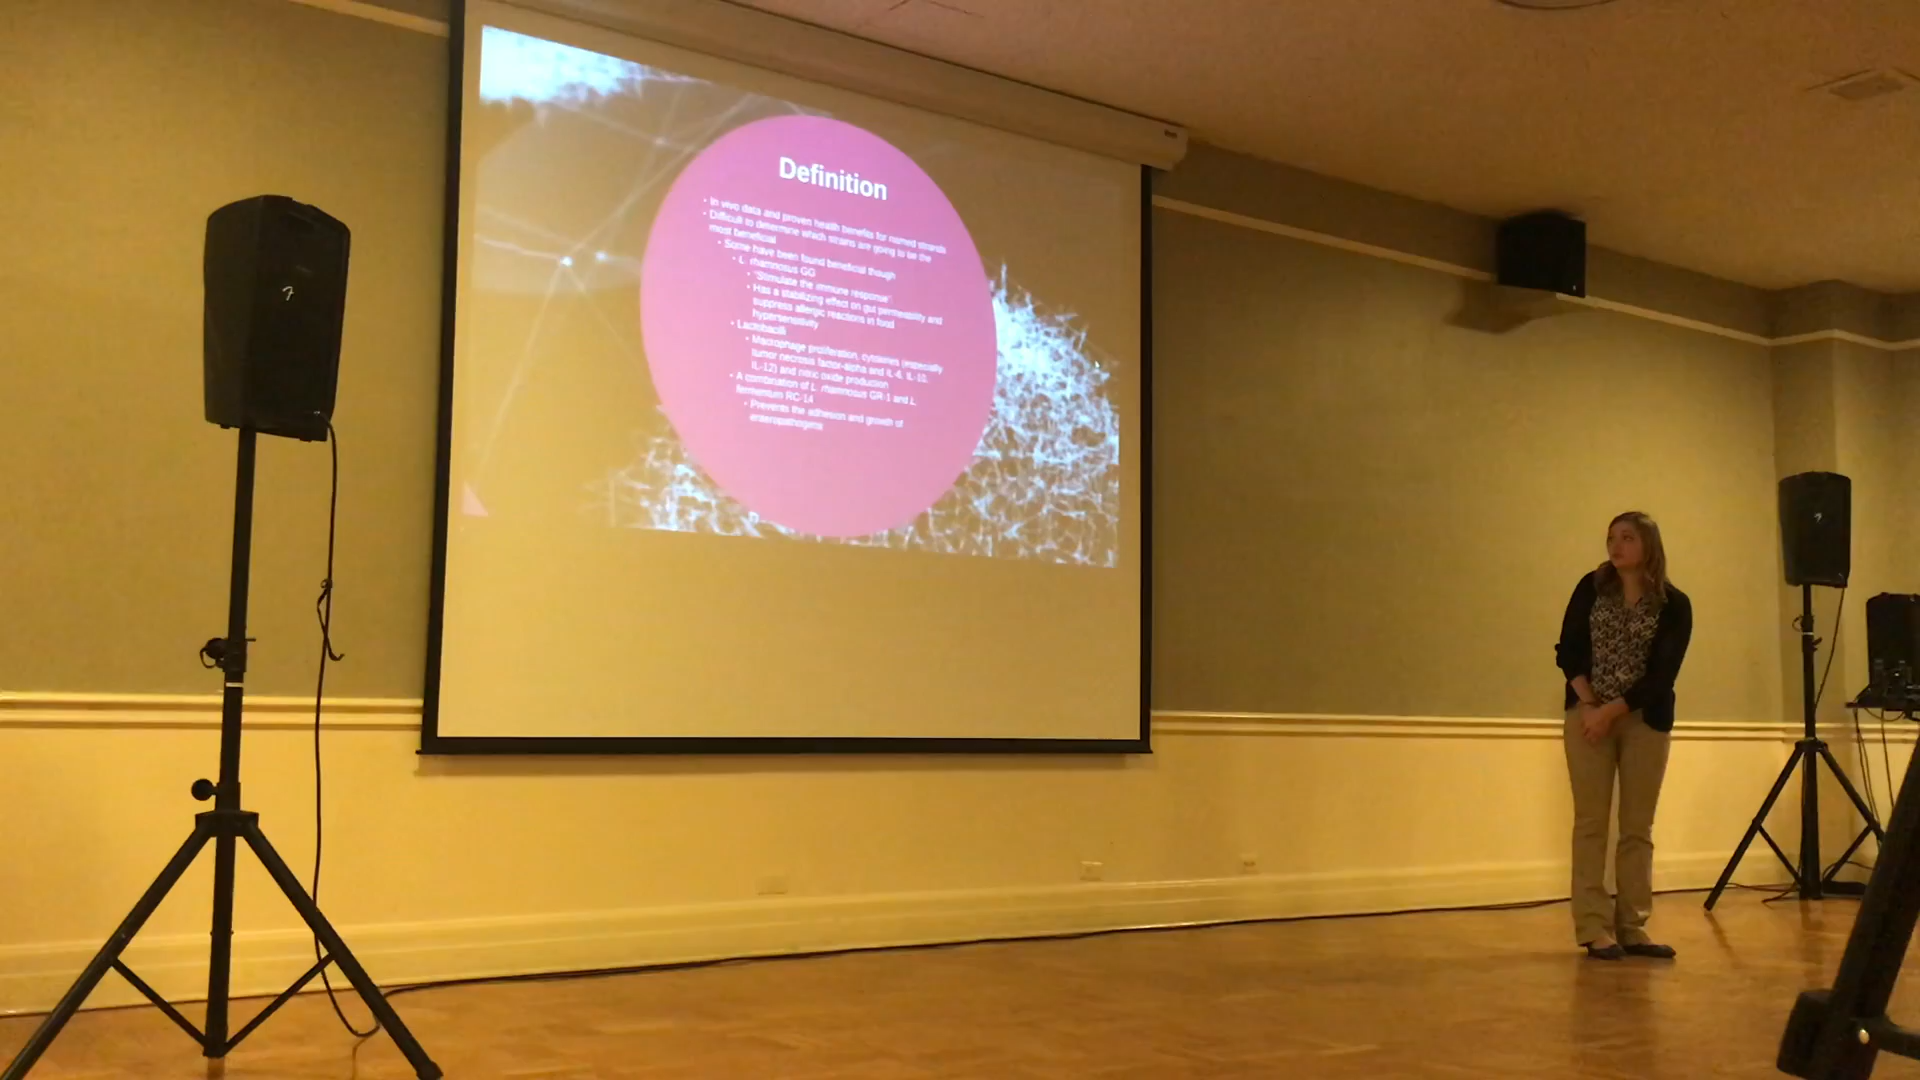 Definition
• In vivo data and proven health benefits for named strands
• Difficult to determine which strains are going to be the
most beneficial
• Some have been found beneficial though
• L. rhamnosus GG
• "Stimulate the immune response"
• Has a stabilizing effect on gut permeability and
suppress allergic reactions in food
hypersensitivity
• Lactobacilli
• Macrophage proliferation, cytokines (especially
tumor necrosis factor-alpha and IL-6, IL-10,
IL-12) and nitric oxide production
• A combination of L. rhamnosus GR-1 and L.
fermentum RC-14
• Prevents the adhesion and growth of
enteropathogens